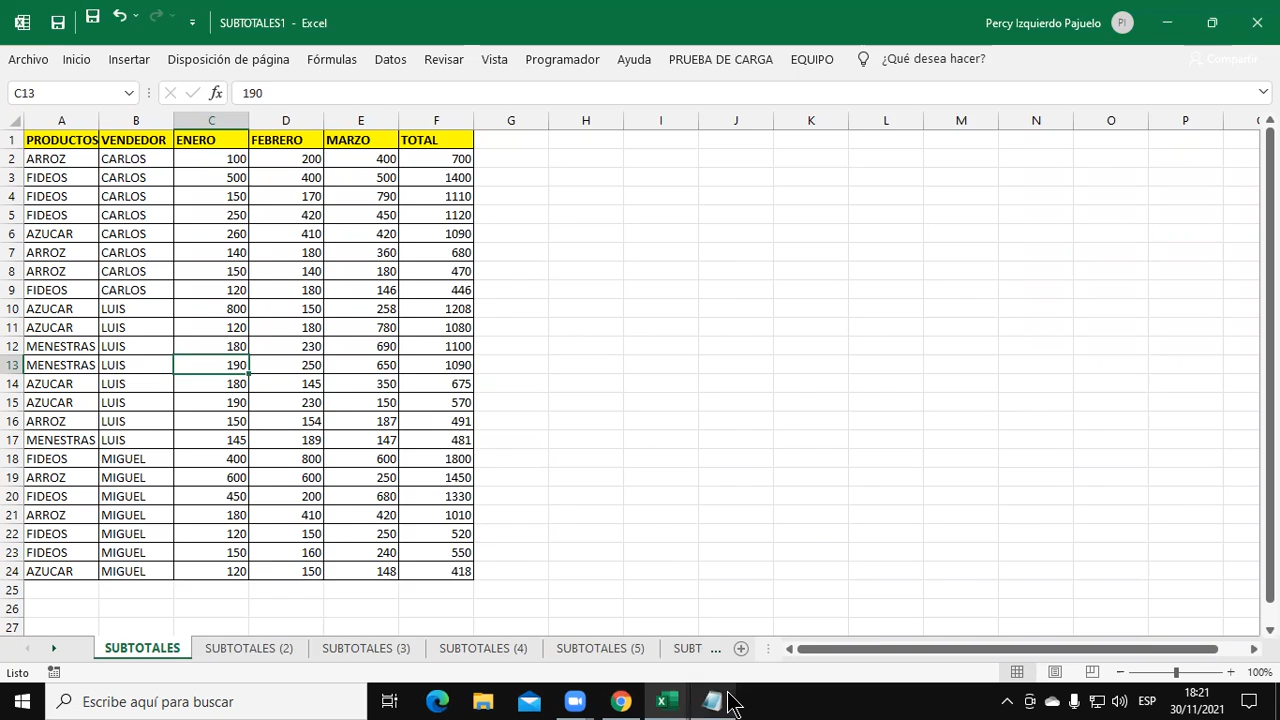 SUBTOTALES1 - Excel
Percy Izquierdo Pajuelo PI
Archivo Inicio Insertar Disposición de página Fórmulas Datos Revisar Vista Programador Ayuda PRUEBA DE CARGA EQUIPO ¿Qué desea hacer? Compartir
C13 fx 190
A B C D E F G H I J K L M N O P
1 PRODUCTOS VENDEDOR ENERO FEBRERO MARZO TOTAL
2 ARROZ CARLOS 100 200 400 700
3 FIDEOS CARLOS 500 400 500 1400
4 FIDEOS CARLOS 150 170 790 1110
5 FIDEOS CARLOS 250 420 450 1120
6 AZUCAR CARLOS 260 410 420 1090
7 ARROZ CARLOS 140 180 360 680
8 ARROZ CARLOS 150 140 180 470
9 FIDEOS CARLOS 120 180 146 446
10 AZUCAR LUIS 800 150 258 1208
11 AZUCAR LUIS 120 180 780 1080
12 MENESTRAS LUIS 180 230 690 1100
13 MENESTRAS LUIS 190 250 650 1090
14 AZUCAR LUIS 180 145 350 675
15 AZUCAR LUIS 190 230 150 570
16 ARROZ LUIS 150 154 187 491
17 MENESTRAS LUIS 145 189 147 481
18 FIDEOS MIGUEL 400 800 600 1800
19 ARROZ MIGUEL 600 600 250 1450
20 FIDEOS MIGUEL 450 200 680 1330
21 ARROZ MIGUEL 180 410 420 1010
22 FIDEOS MIGUEL 120 150 250 520
23 FIDEOS MIGUEL 150 160 240 550
24 AZUCAR MIGUEL 120 150 148 418
25
26
27
SUBTOTALES SUBTOTALES (2) SUBTOTALES (3) SUBTOTALES (4) SUBTOTALES (5) SUBT ...
Listo 100%
Escribe aquí para buscar ESP 18:21
30/11/2021